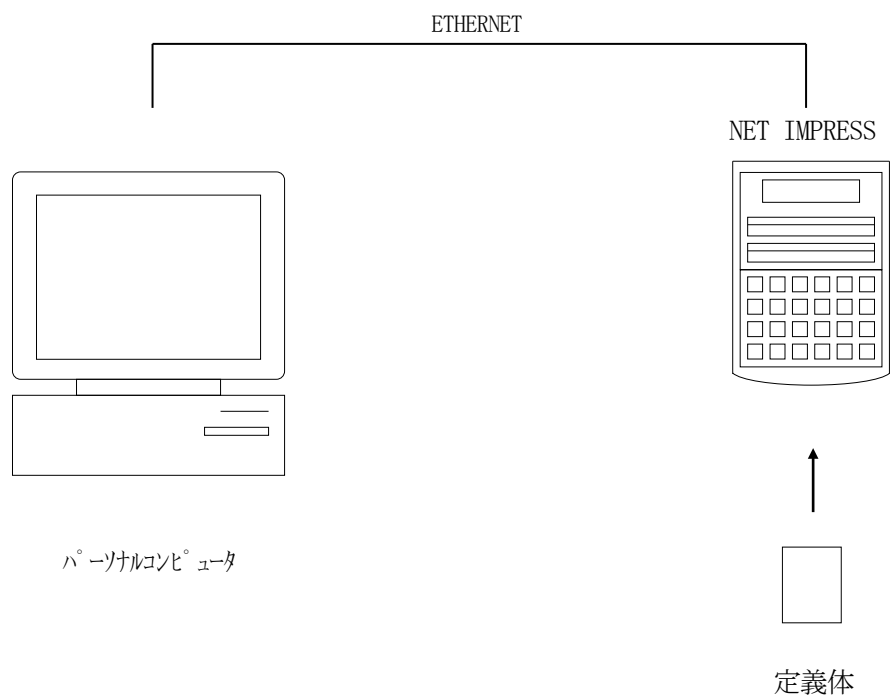 ETHERNET
NET IMPRESS
ﾊﾟｰｿﾅﾙｺﾝﾋﾟｭｰﾀ
定義体